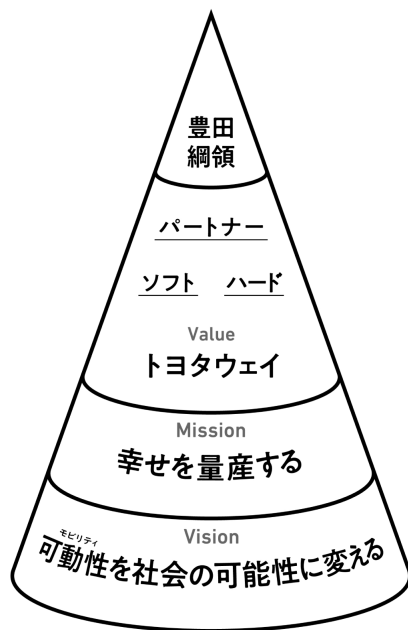 豊田
綱領
パートナー
ソフト ハード
Value
トヨタウェイ
Mission
幸せを量産する
Vision
モビリティ
可動性を社会の可能性に変える